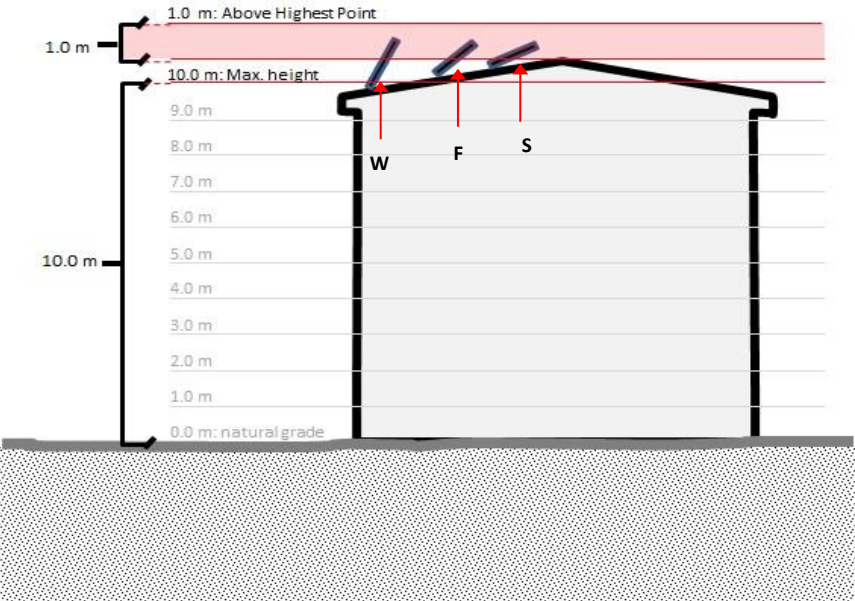 1.0 m: Above Highest Point
1.0 m
10.0 m: Max. height
9.0 m
8.0 m
W
F
S
7.0 m
6.0 m
5.0 m
10.0 m
4.0 m
3.0 m
2.0 m
1.0 m
0.0 m: natural grade